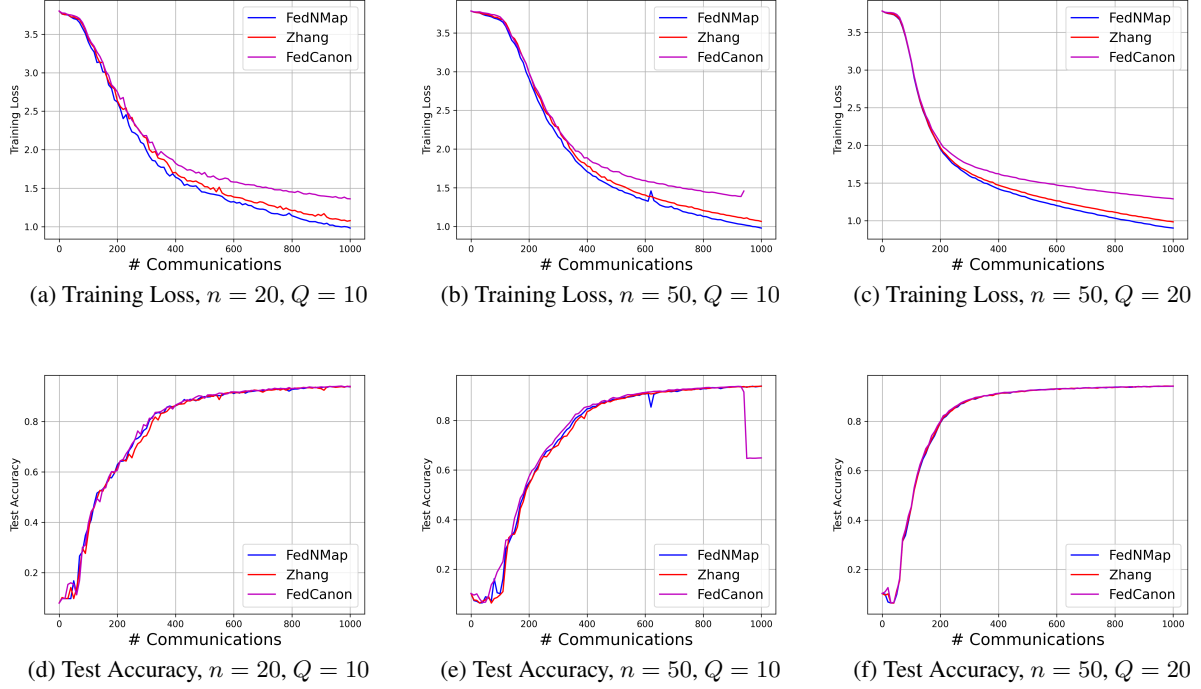 FedNMap
Zhang
FedCanon
3.5
3.0
2.5
2.0
1.5
1.0
Training Loss
0 200 400 600 800 1000
# Communications
(a) Training Loss, n = 20, Q = 10
FedNMap
Zhang
FedCanon
3.5
3.0
2.5
2.0
1.5
1.0
Training Loss
0 200 400 600 800 1000
# Communications
(b) Training Loss, n = 50, Q = 10
FedNMap
Zhang
FedCanon
3.5
3.0
2.5
2.0
1.5
1.0
Training Loss
0 200 400 600 800 1000
# Communications
(c) Training Loss, n = 50, Q = 20
0.8
0.6
0.4
0.2
Test Accuracy
FedNMap
Zhang
FedCanon
0 200 400 600 800 1000
# Communications
(d) Test Accuracy, n = 20, Q = 10
0.8
0.6
0.4
0.2
Test Accuracy
FedNMap
Zhang
FedCanon
0 200 400 600 800 1000
# Communications
(e) Test Accuracy, n = 50, Q = 10
0.8
0.6
0.4
0.2
Test Accuracy
FedNMap
Zhang
FedCanon
0 200 400 600 800 1000
# Communications
(f) Test Accuracy, n = 50, Q = 20